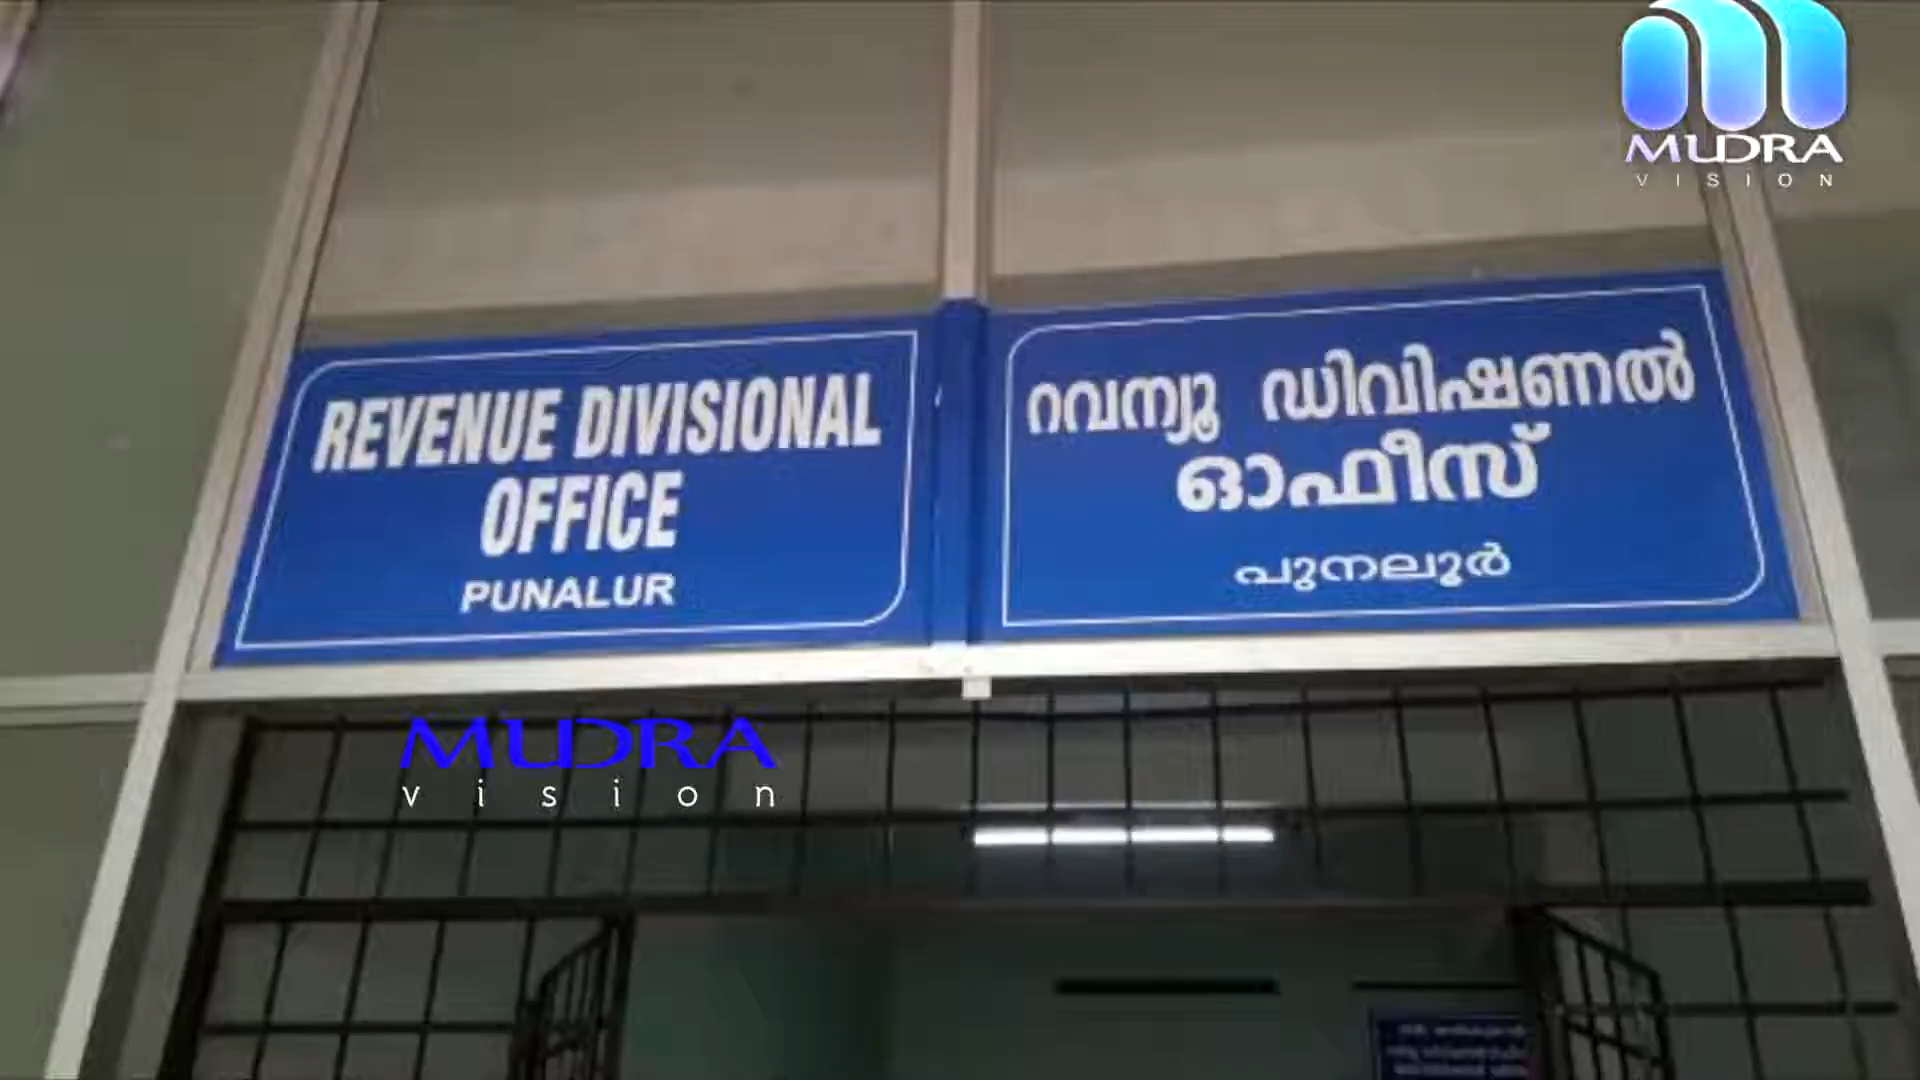 MUDRA
VISION
REVENUE DIVISIONAL
OFFICE
PUNALUR
റവന്യൂ ഡിവിഷണൽ
ഓഫീസ്
പുനലൂർ
MUDRA
vision